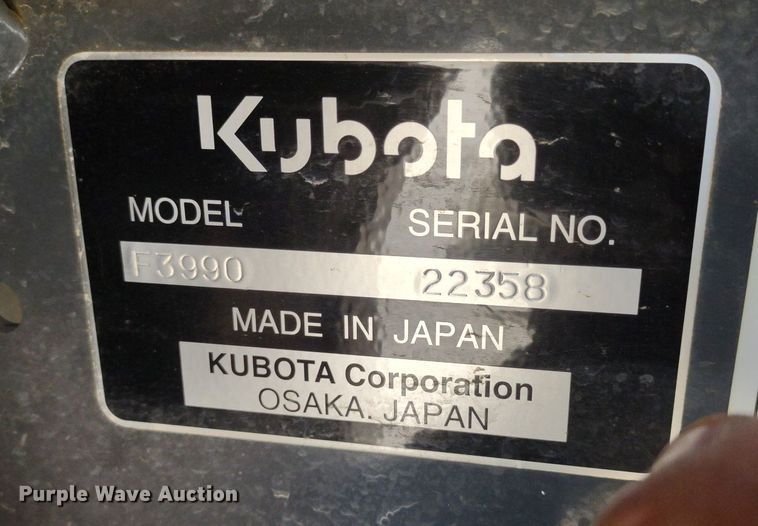 Kubota
MODEL SERIAL NO.
F3990 22358
MADE IN JAPAN
KUBOTA Corporation
OSAKA. JAPAN
Purple Wave Auction